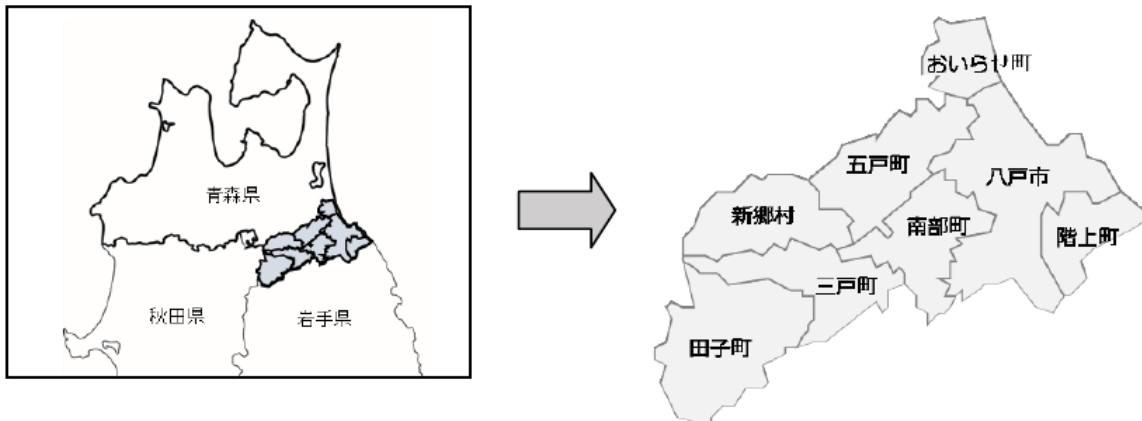 青森県
秋田県
岩手県
おいらせ町
五戸町
八戸市
新郷村
南部町
階上町
三戸町
田子町